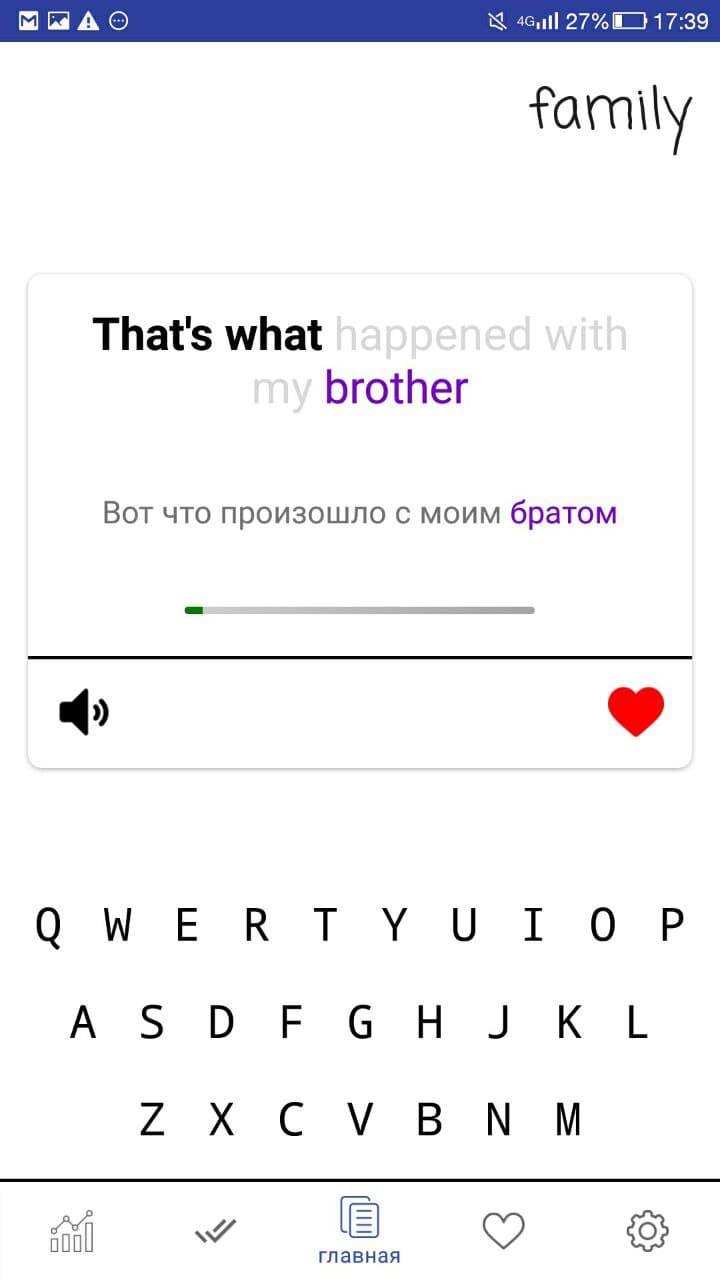 4G 27% 17:39
family
That's what happened with
my brother
Вот что произошло с моим братом
Q W E R T Y U I O P
A S D F G H J K L
Z X C V B N M
главная